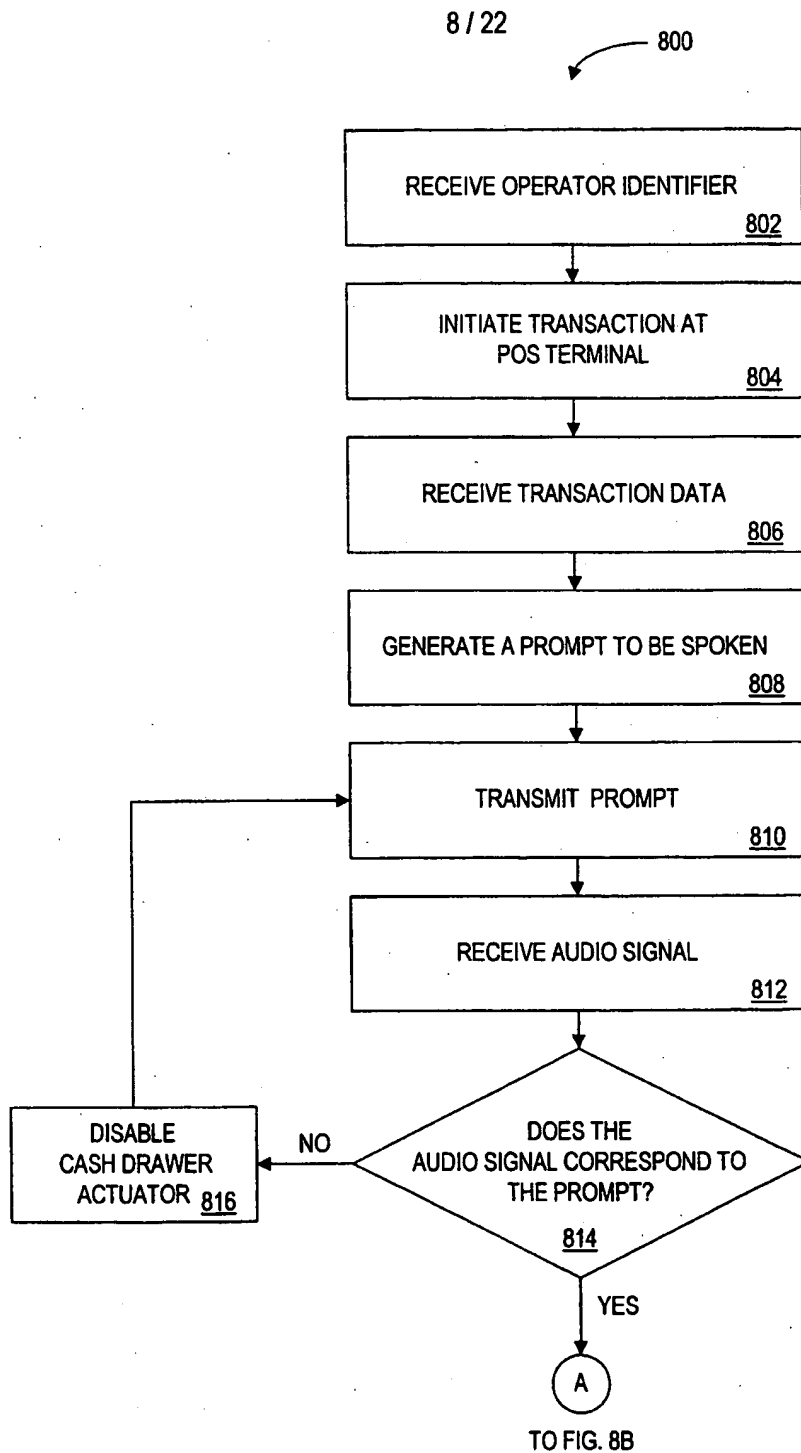 8 / 22
800
RECEIVE OPERATOR IDENTIFIER
802
INITIATE TRANSACTION AT
POS TERMINAL
804
RECEIVE TRANSACTION DATA
806
GENERATE A PROMPT TO BE SPOKEN
808
TRANSMIT PROMPT
810
RECEIVE AUDIO SIGNAL
812
DOES THE
AUDIO SIGNAL CORRESPOND TO
THE PROMPT?
814
NO
DISABLE
CASH DRAWER
ACTUATOR 816
YES
A
TO FIG. 8B